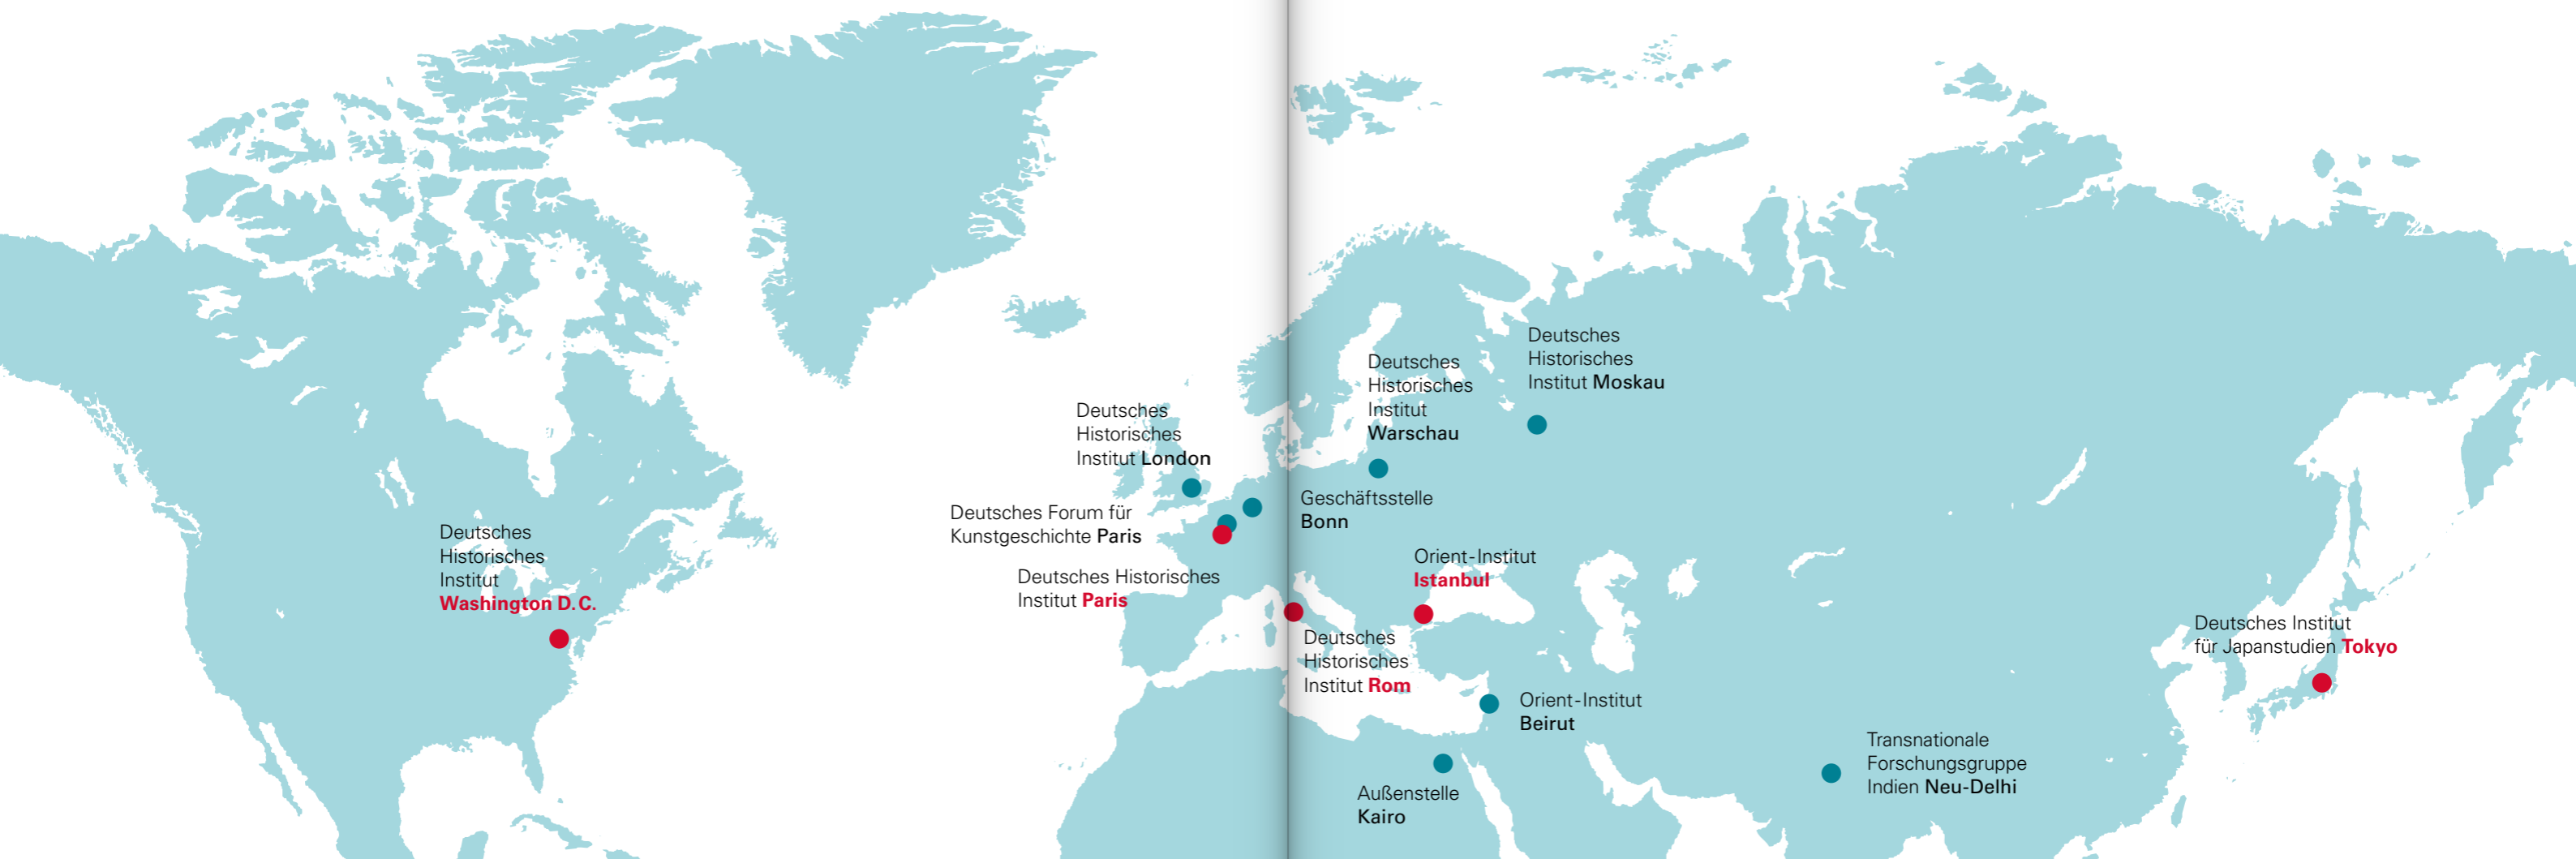 Deutsches
Historisches
Institut
Washington D.C.
Deutsches
Historisches
Institut London
Deutsches Forum für
Kunstgeschichte Paris
Deutsches Historisches
Institut Paris
Deutsches
Historisches
Institut
Warschau
Deutsches
Historisches
Institut Moskau
Geschäftsstelle
Bonn
Orient-Institut
Istanbul
Deutsches
Historisches
Institut Rom
Orient-Institut
Beirut
Außenstelle
Kairo
Transnationale
Forschungsgruppe
Indien Neu-Delhi
Deutsches Institut
für Japanstudien Tokyo